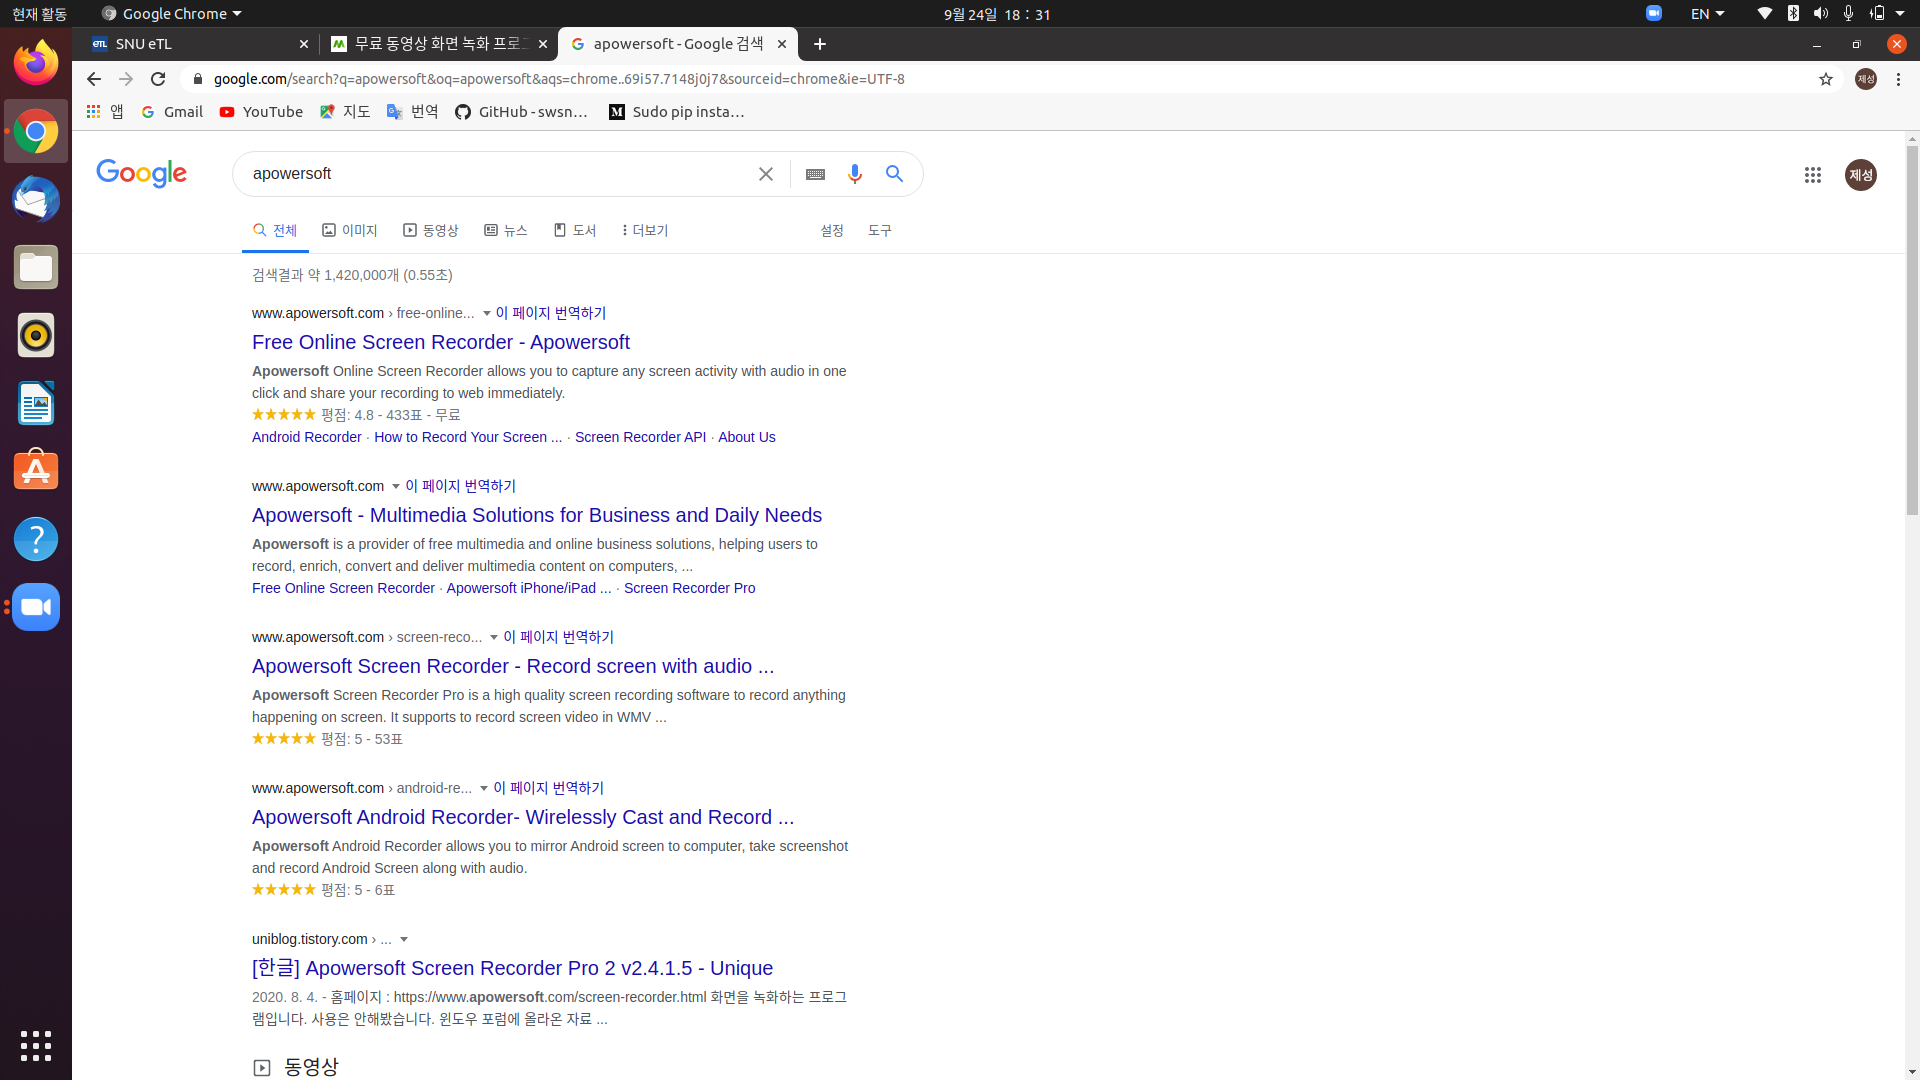 현재 활동
Google Chrome
9월 24일 18 : 31
EN
SNU eTL
무료 동영상 화면 녹화 프로그
apowersoft - Google 검색
google.com/search?q=apowersoft&oq=apowersoft&aqs=chrome..69i57.7148j0j7&sourceid=chrome&ie=UTF-8
제성
앱
Gmail
YouTube
지도
번역
GitHub - swsn…
Sudo pip insta…
Google
apowersoft
제성
전체
이미지
동영상
뉴스
도서
더보기
설정
도구
검색결과 약 1,420,000개 (0.55초)
www.apowersoft.com › free-online... 이 페이지 번역하기
Free Online Screen Recorder - Apowersoft
Apowersoft Online Screen Recorder allows you to capture any screen activity with audio in one
click and share your recording to web immediately.
★★★★★ 평점: 4.8 - 433표 - 무료
Android Recorder · How to Record Your Screen ... · Screen Recorder API · About Us
www.apowersoft.com 이 페이지 번역하기
Apowersoft - Multimedia Solutions for Business and Daily Needs
Apowersoft is a provider of free multimedia and online business solutions, helping users to
record, enrich, convert and deliver multimedia content on computers, ...
Free Online Screen Recorder · Apowersoft iPhone/iPad ... · Screen Recorder Pro
www.apowersoft.com › screen-reco... 이 페이지 번역하기
Apowersoft Screen Recorder - Record screen with audio ...
Apowersoft Screen Recorder Pro is a high quality screen recording software to record anything
happening on screen. It supports to record screen video in WMV ...
★★★★★ 평점: 5 - 53표
www.apowersoft.com › android-re... 이 페이지 번역하기
Apowersoft Android Recorder- Wirelessly Cast and Record ...
Apowersoft Android Recorder allows you to mirror Android screen to computer, take screenshot
and record Android Screen along with audio.
★★★★★ 평점: 5 - 6표
uniblog.tistory.com › ...
[한글] Apowersoft Screen Recorder Pro 2 v2.4.1.5 - Unique
2020. 8. 4. - 홈페이지 : https://www.apowersoft.com/screen-recorder.html 화면을 녹화하는 프로그
램입니다. 사용은 안해봤습니다. 윈도우 포럼에 올라온 자료 ...
동영상